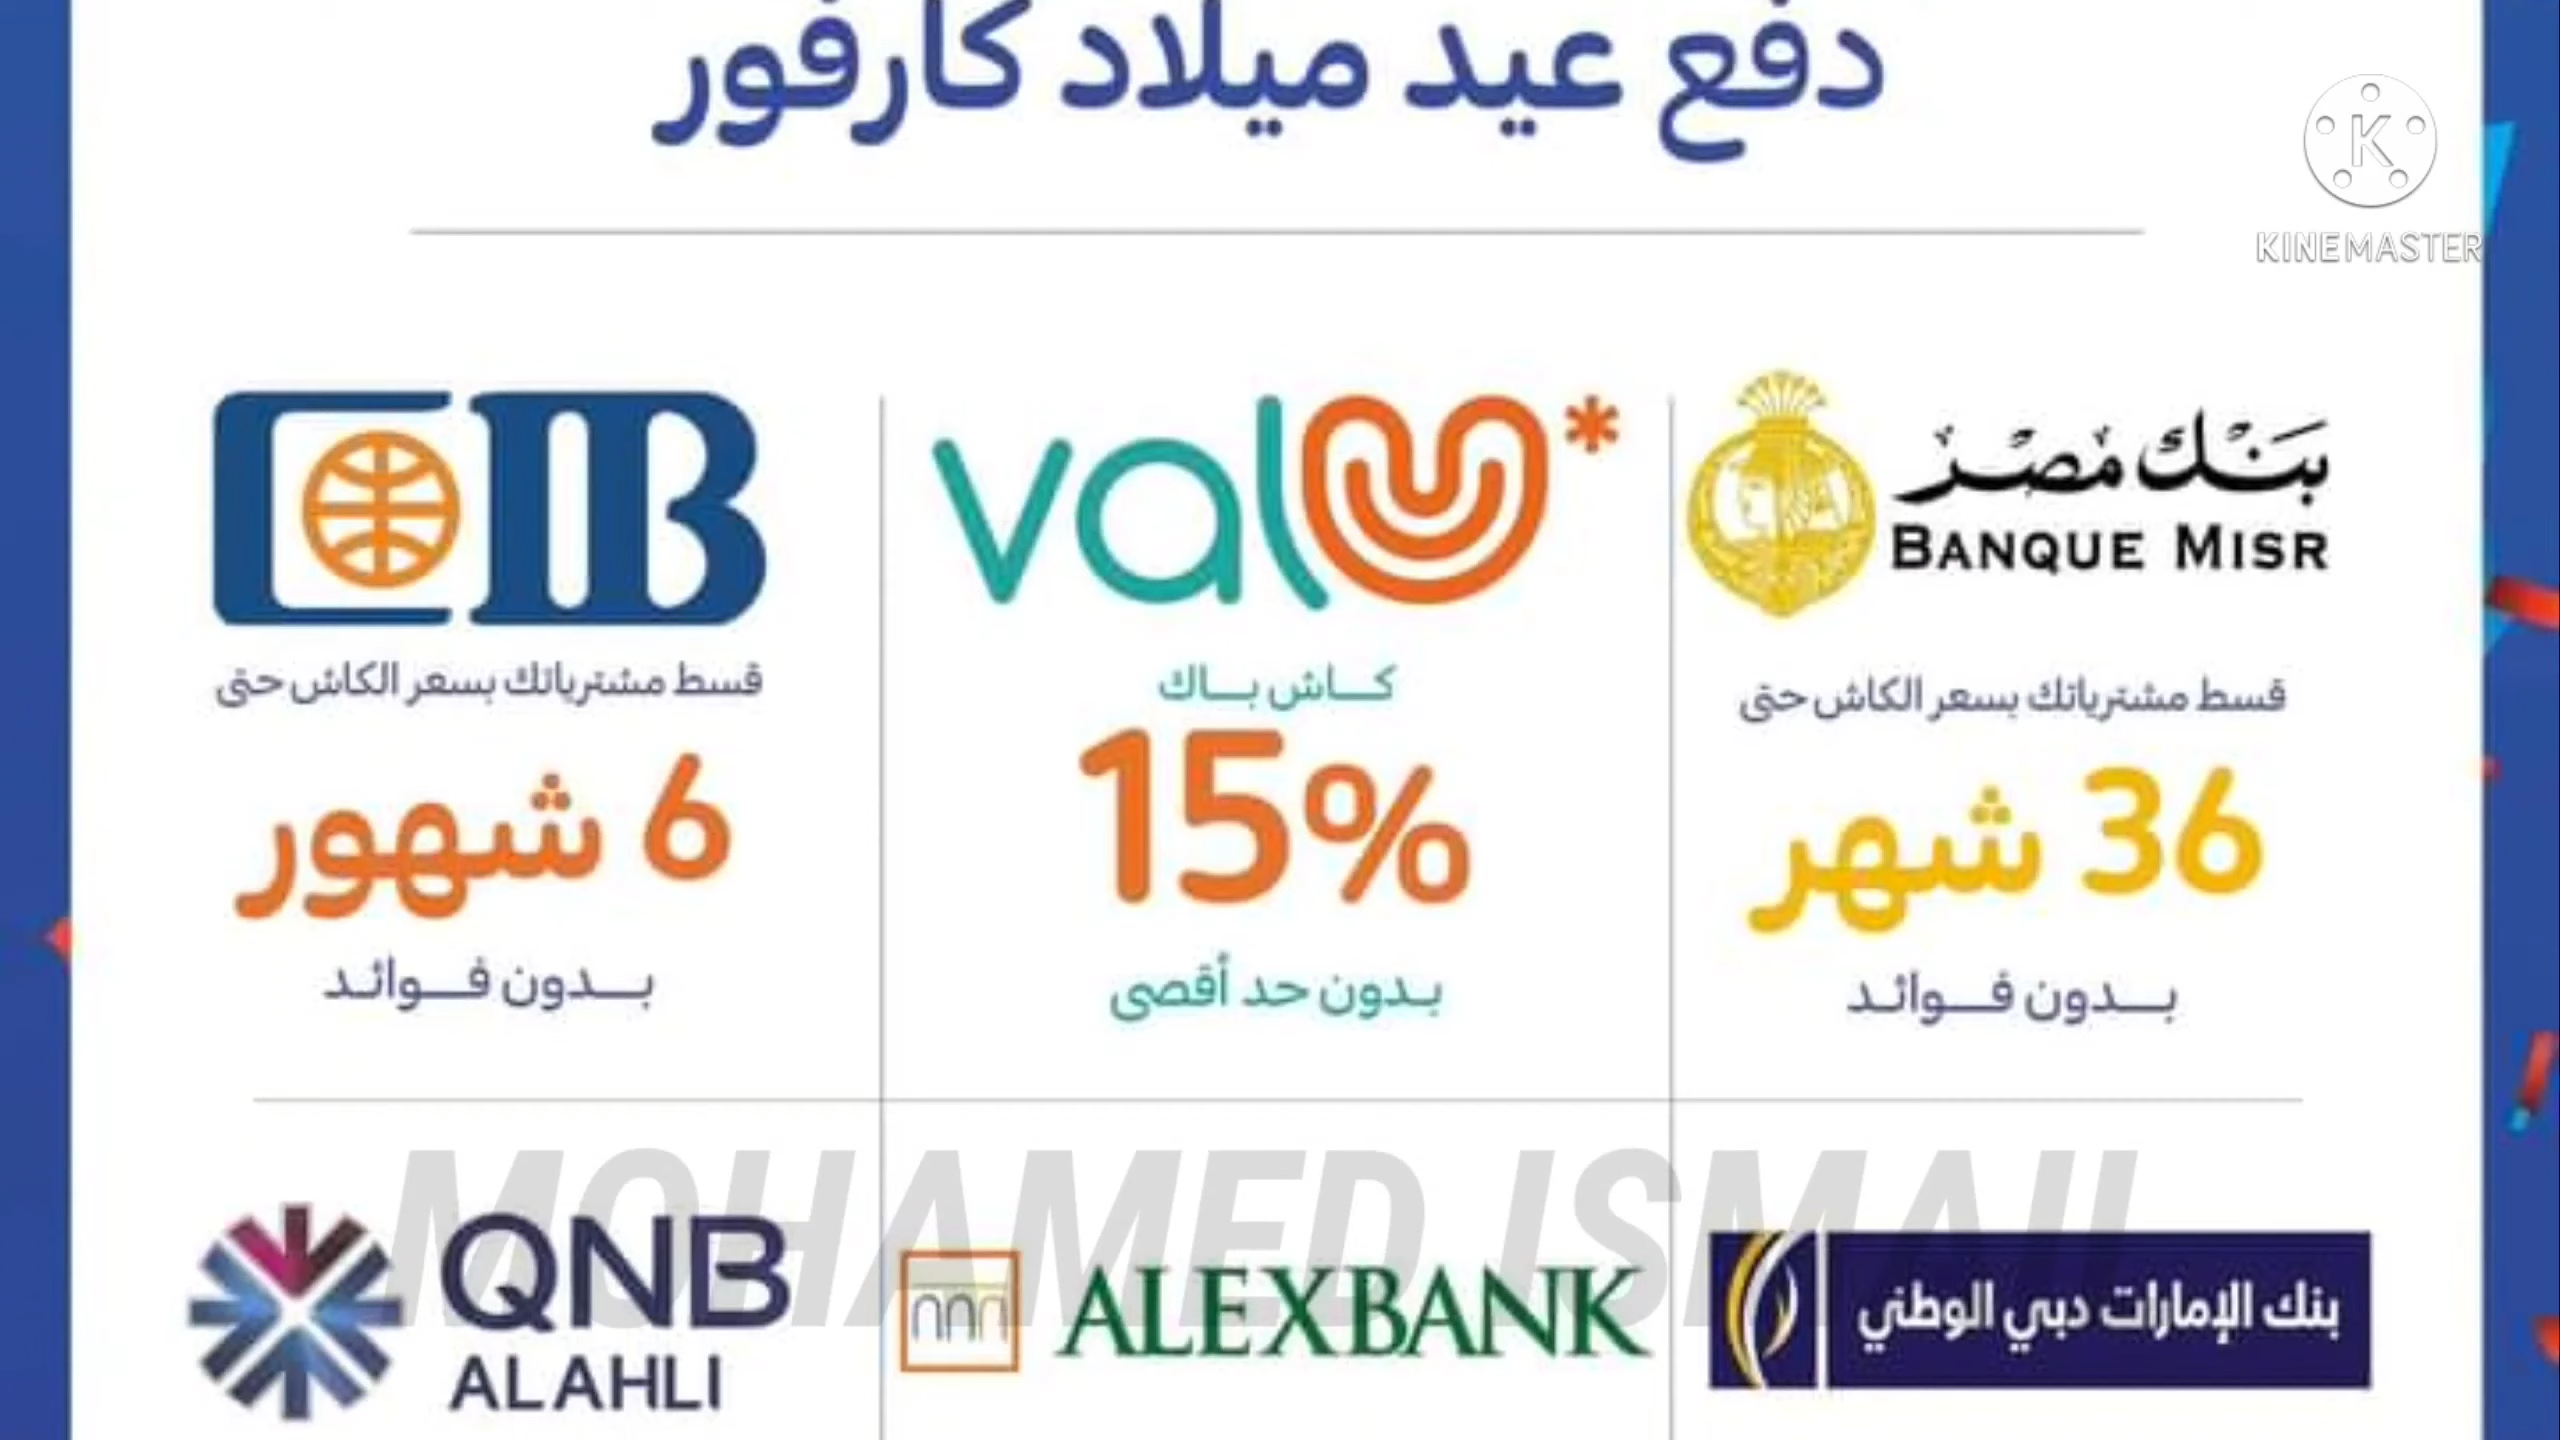 دفع عيد ميلاد كارفور
KINEMASTER
بنك مصر
BANQUE MISR
قسط مشترياتك بسعر الكاش حتى
36 شهر
بدون فوائد
valU*
كاش باك
15%
بدون حد أقصى
CIB
قسط مشترياتك بسعر الكاش حتى
6 شهور
بدون فوائد
MOHAMED ISMAIL
بنك الإمارات دبي الوطني
ALEXBANK
QNB
ALAHLI